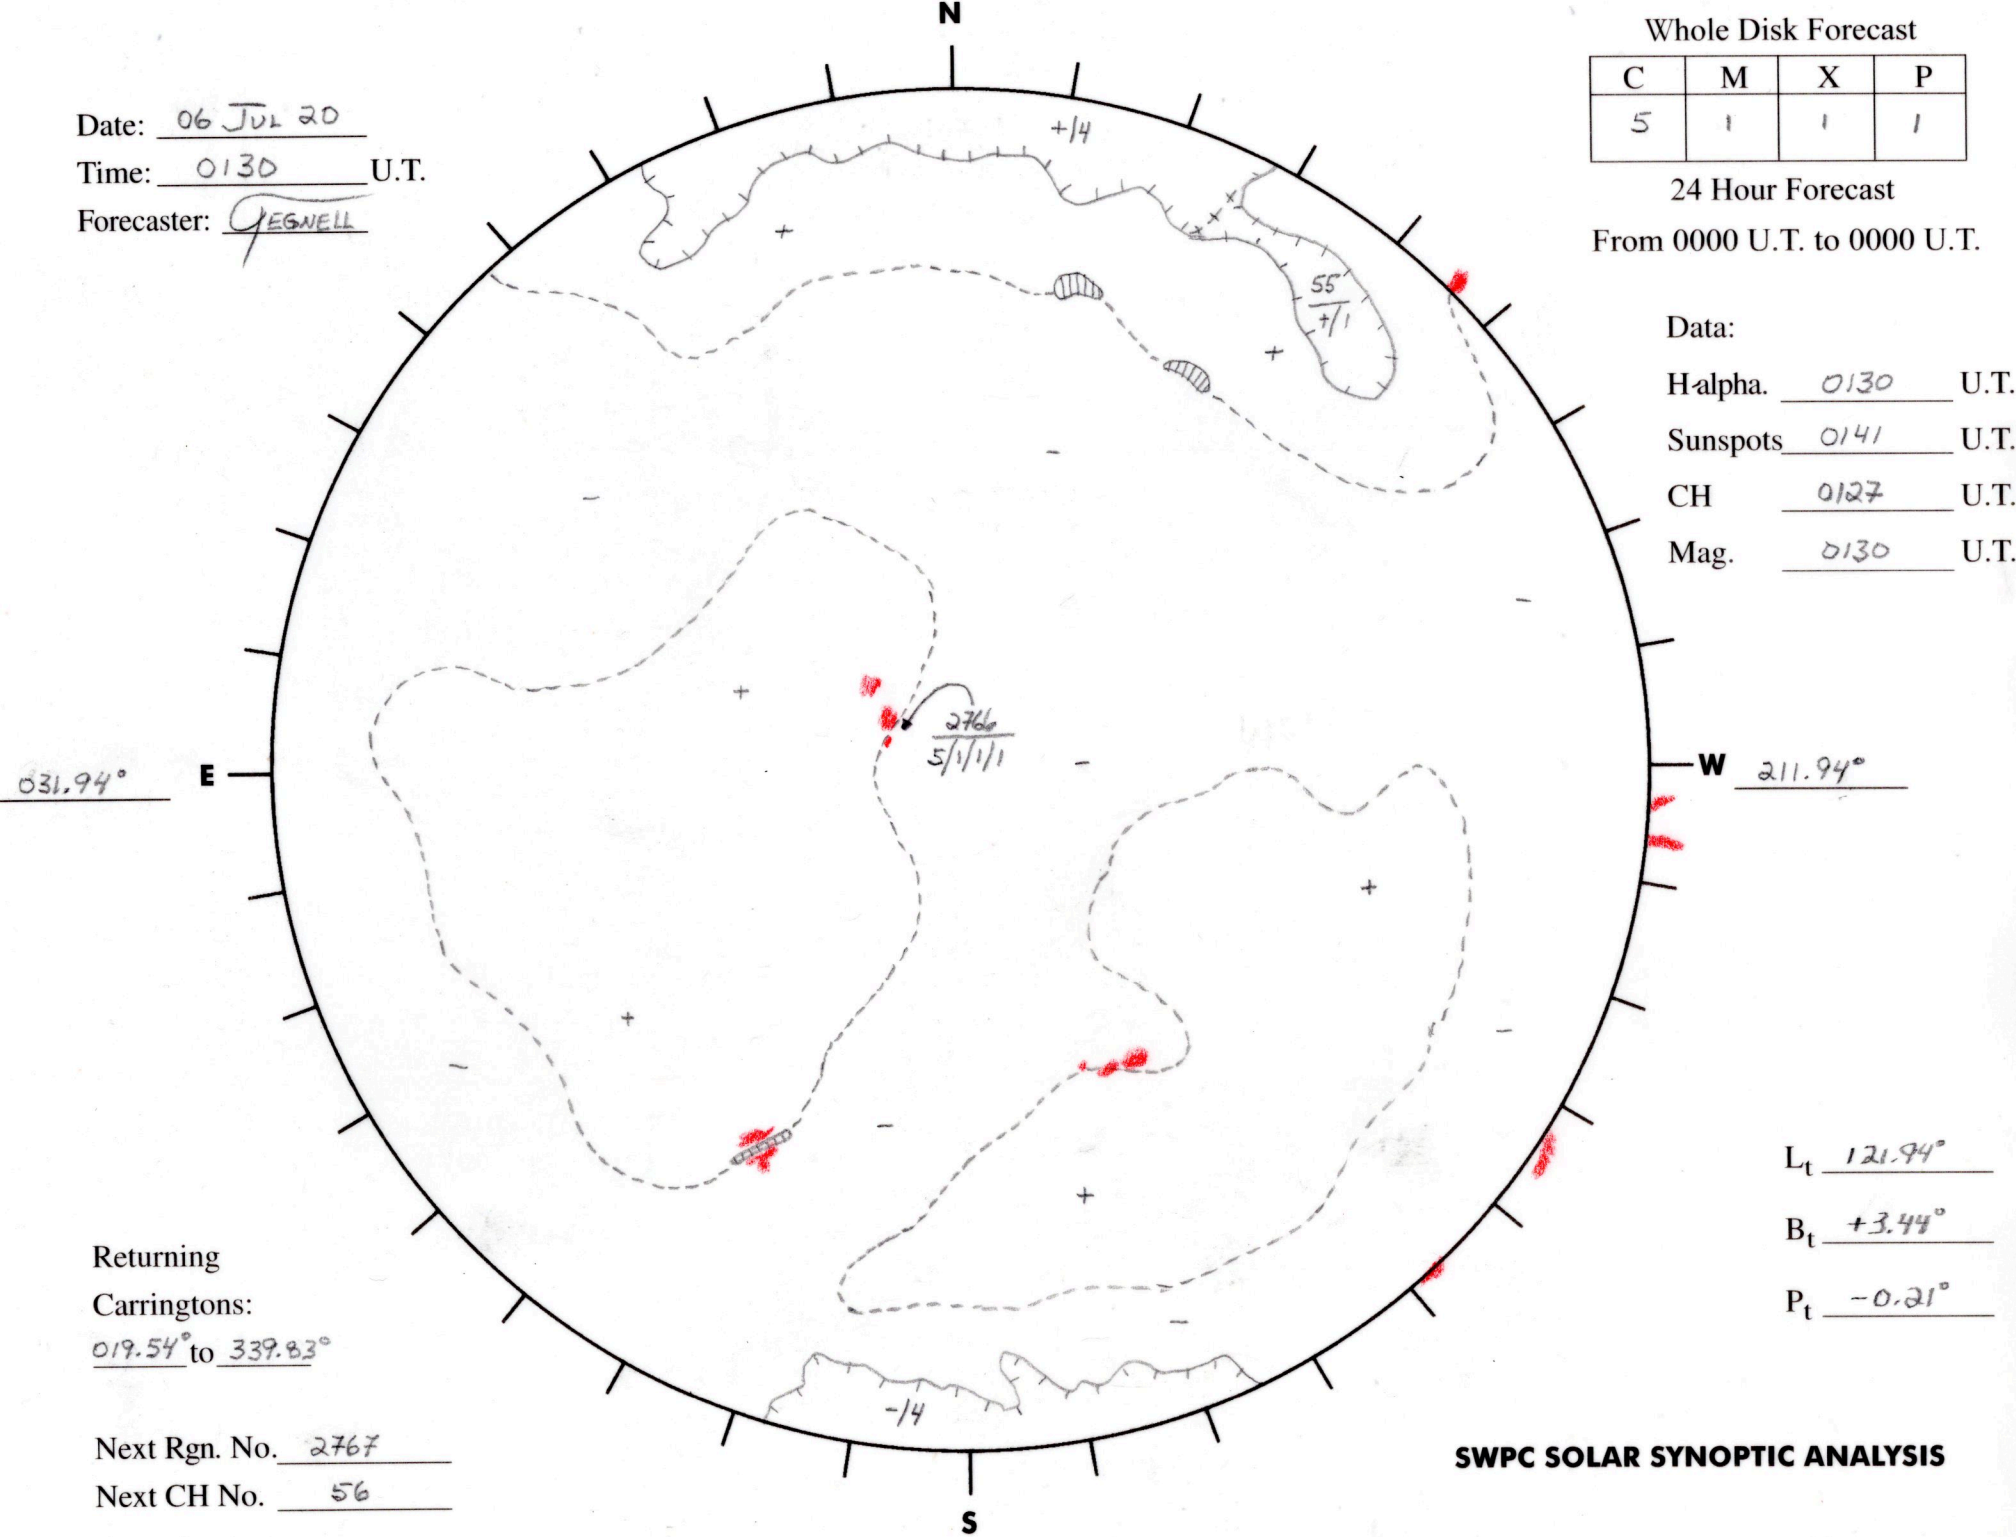 N
Whole Disk Forecast
C M X P
5 1 1 1
24 Hour Forecast
From 0000 U.T. to 0000 U.T.
Date: 06 JUL 20
Time: 0130 U.T.
Forecaster: GEGNELL
+/4
+
55
+/1
+
Data:
H-alpha. 0130 U.T.
Sunspots 0141 U.T.
CH 0127 U.T.
Mag. 0130 U.T.
-
-
-
+
2766
5/1/1/1
-
031.94° E
W 211.94°
+
+
-
-
-
+
-
-/4
Lt 121.94°
Bt +3.44°
Pt -0.21°
Returning
Carringtons:
019.54° to 339.83°
Next Rgn. No. 2767
Next CH No. 56
SWPC SOLAR SYNOPTIC ANALYSIS
S